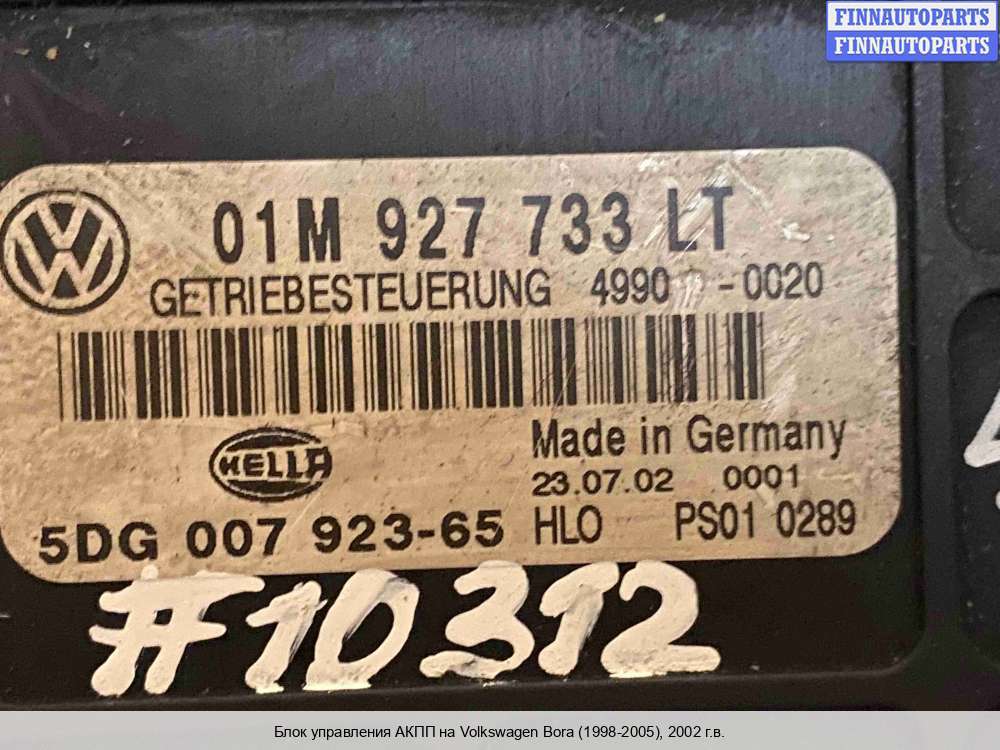 FINNAUTOPARTS
FINNAUTOPARTS
01M 927 733 LT
GETRIEBESTEUERUNG 4990 -0020
HELLA
Made in Germany
23.07.02 0001
5DG 007 923-65 HLO PS01 0289
#10312
Блок управления АКПП на Volkswagen Bora (1998-2005), 2002 г.в.